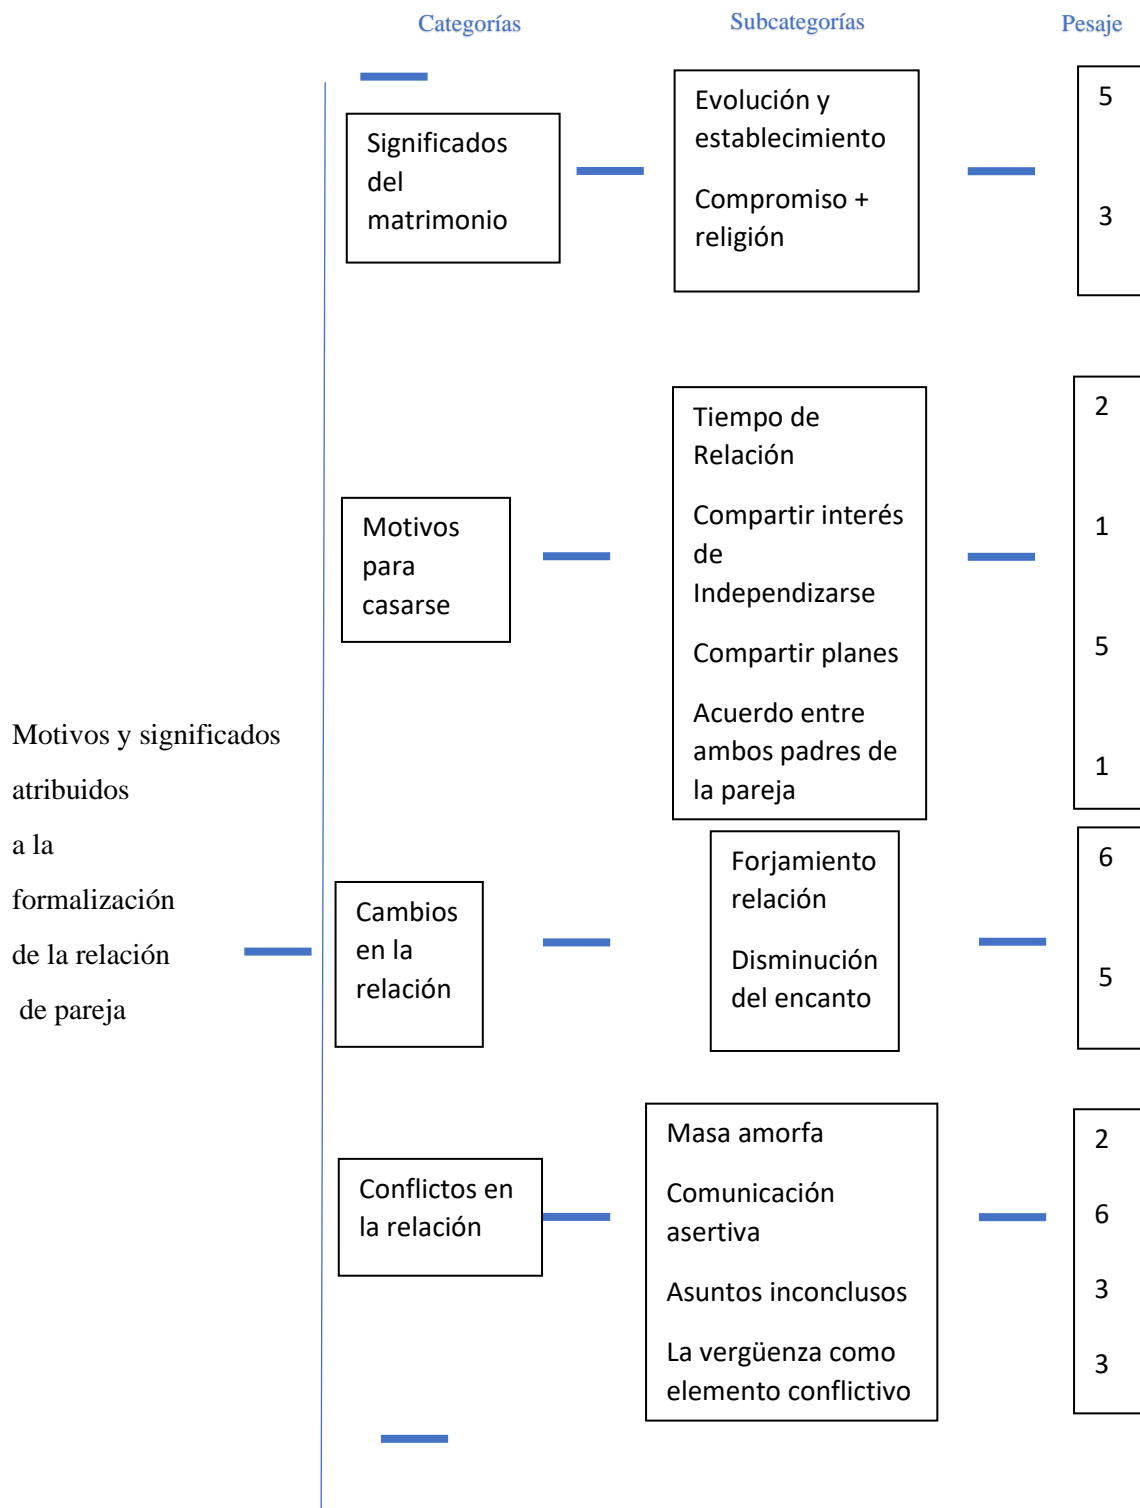 Categorías
Subcategorías
Pesaje
Significados
del
matrimonio
Evolución y
establecimiento
Compromiso +
religión
5
3
Motivos
para
casarse
Tiempo de
Relación
Compartir interés
de
Independizarse
Compartir planes
Acuerdo entre
ambos padres de
la pareja
2
1
5
1
Motivos y significados
atribuidos
a la
formalización
de la relación
de pareja
Cambios
en la
relación
Forjamiento
relación
Disminución
del encanto
6
5
Conflictos en
la relación
Masa amorfa
Comunicación
asertiva
Asuntos inconclusos
La vergüenza como
elemento conflictivo
2
6
3
3